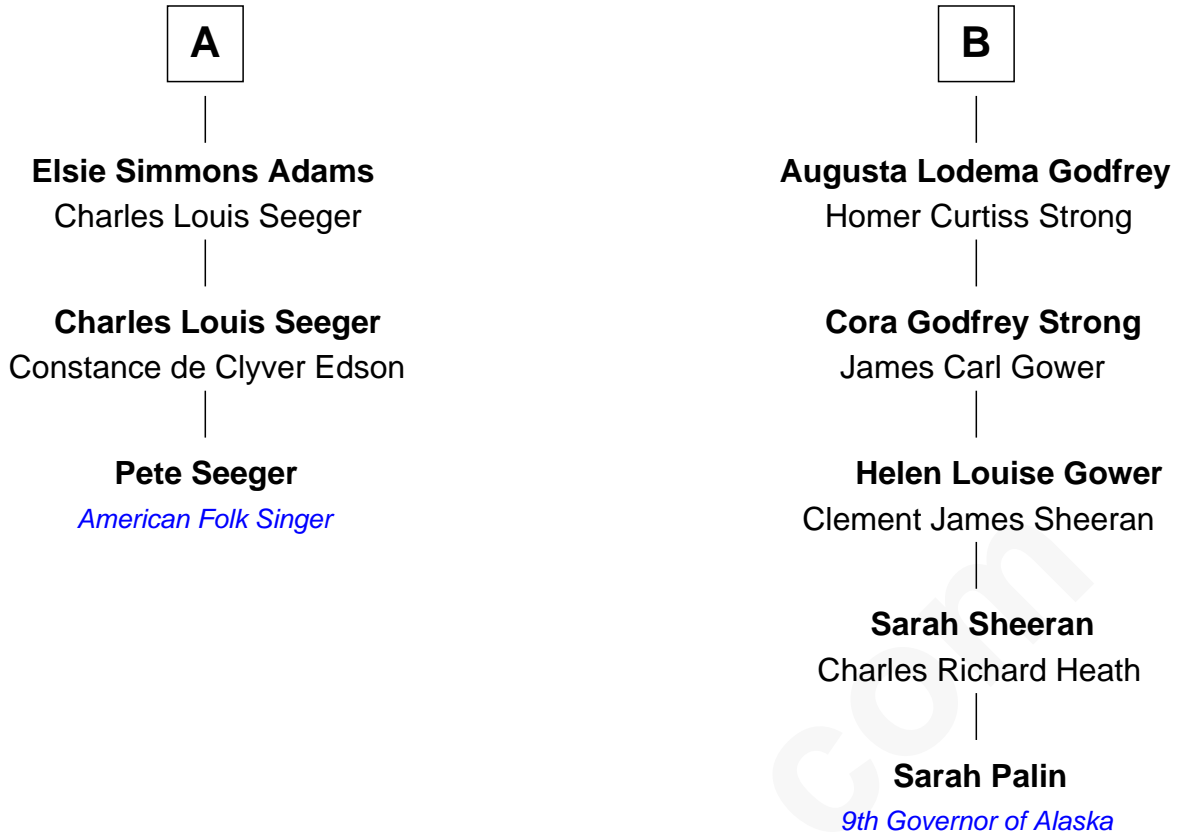 A
Elsie Simmons Adams
Charles Louis Seeger
Charles Louis Seeger
Constance de Clyver Edson
Pete Seeger
American Folk Singer
B
Augusta Lodema Godfrey
Homer Curtiss Strong
Cora Godfrey Strong
James Carl Gower
Helen Louise Gower
Clement James Sheeran
Sarah Sheeran
Charles Richard Heath
Sarah Palin
9th Governor of Alaska
com